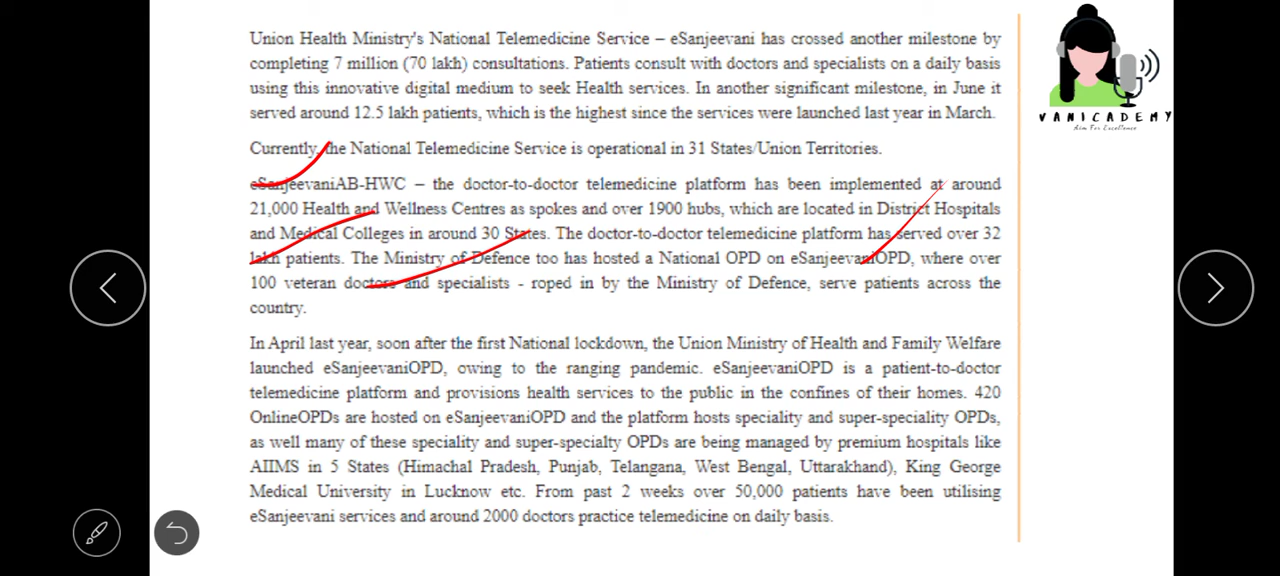 Union Health Ministry's National Telemedicine Service – eSanjeevani has crossed another milestone by
completing 7 million (70 lakh) consultations. Patients consult with doctors and specialists on a daily basis
using this innovative digital medium to seek Health services. In another significant milestone, in June it
served around 12.5 lakh patients, which is the highest since the services were launched last year in March.
Currently, the National Telemedicine Service is operational in 31 States/Union Territories.
eSanjeevaniAB-HWC – the doctor-to-doctor telemedicine platform has been implemented at around
21,000 Health and Wellness Centres as spokes and over 1900 hubs, which are located in District Hospitals
and Medical Colleges in around 30 States. The doctor-to-doctor telemedicine platform has served over 32
lakh patients. The Ministry of Defence too has hosted a National OPD on eSanjeevaniOPD, where over
100 veteran doctors and specialists - roped in by the Ministry of Defence, serve patients across the
country.
In April last year, soon after the first National lockdown, the Union Ministry of Health and Family Welfare
launched eSanjeevaniOPD, owing to the ranging pandemic. eSanjeevaniOPD is a patient-to-doctor
telemedicine platform and provisions health services to the public in the confines of their homes. 420
OnlineOPDs are hosted on eSanjeevaniOPD and the platform hosts speciality and super-speciality OPDs,
as well many of these speciality and super-specialty OPDs are being managed by premium hospitals like
AIIMS in 5 States (Himachal Pradesh, Punjab, Telangana, West Bengal, Uttarakhand), King George
Medical University in Lucknow etc. From past 2 weeks over 50,000 patients have been utilising
eSanjeevani services and around 2000 doctors practice telemedicine on daily basis.
VANICADEMY
Aim For Excellence